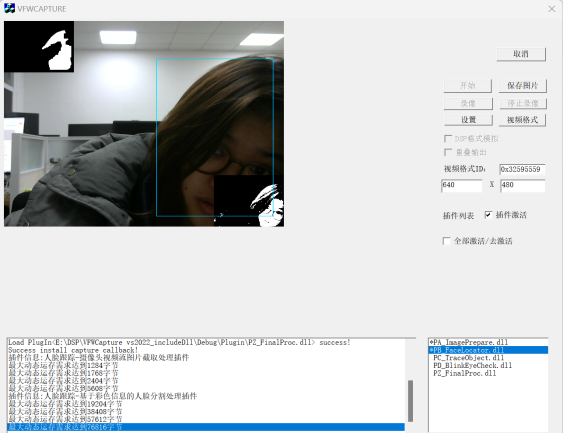 VFWCAPTURE
取消
开始
保存图片
录像
停止录像
设置
视频格式
DSP格式模拟
重叠输出
视频格式ID:
0x32595559
640
X
480
插件列表
插件激活
全部激活/去激活
Load PlugIn<E:\DSP\VFWCapture vs2022_includeDll\Debug\Plugin\PZ_FinalProc.dll> success!
Success install capture callback!
插件信息:人脸跟踪-摄像头视频流图片截取处理插件
最大动态运存需求达到1284字节
最大动态运存需求达到1768字节
最大动态运存需求达到2404字节
最大动态运存需求达到5608字节
插件信息:人脸跟踪-基于彩色信息的人脸分割处理插件
最大动态运存需求达到19204字节
最大动态运存需求达到38408字节
最大动态运存需求达到57612字节
最大动态运存需求达到76816字节
*PA_ImagePrepare.dll
*PB_FaceLocator.dll
PC_TraceObject.dll
PD_BlinkEyeCheck.dll
PZ_FinalProc.dll